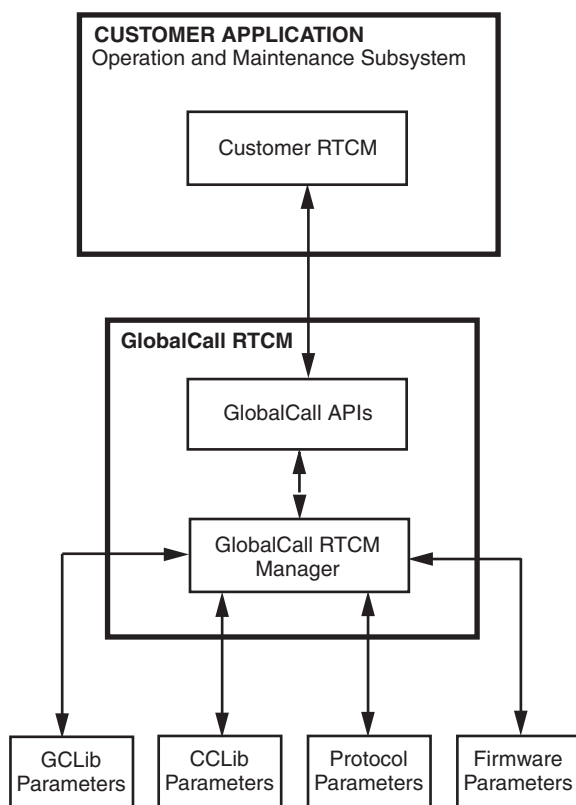 CUSTOMER APPLICATION
Operation and Maintenance Subsystem
Customer RTCM
GlobalCall RTCM
GlobalCall APIs
GlobalCall RTCM
Manager
GCLib
Parameters
CCLib
Parameters
Protocol
Parameters
Firmware
Parameters